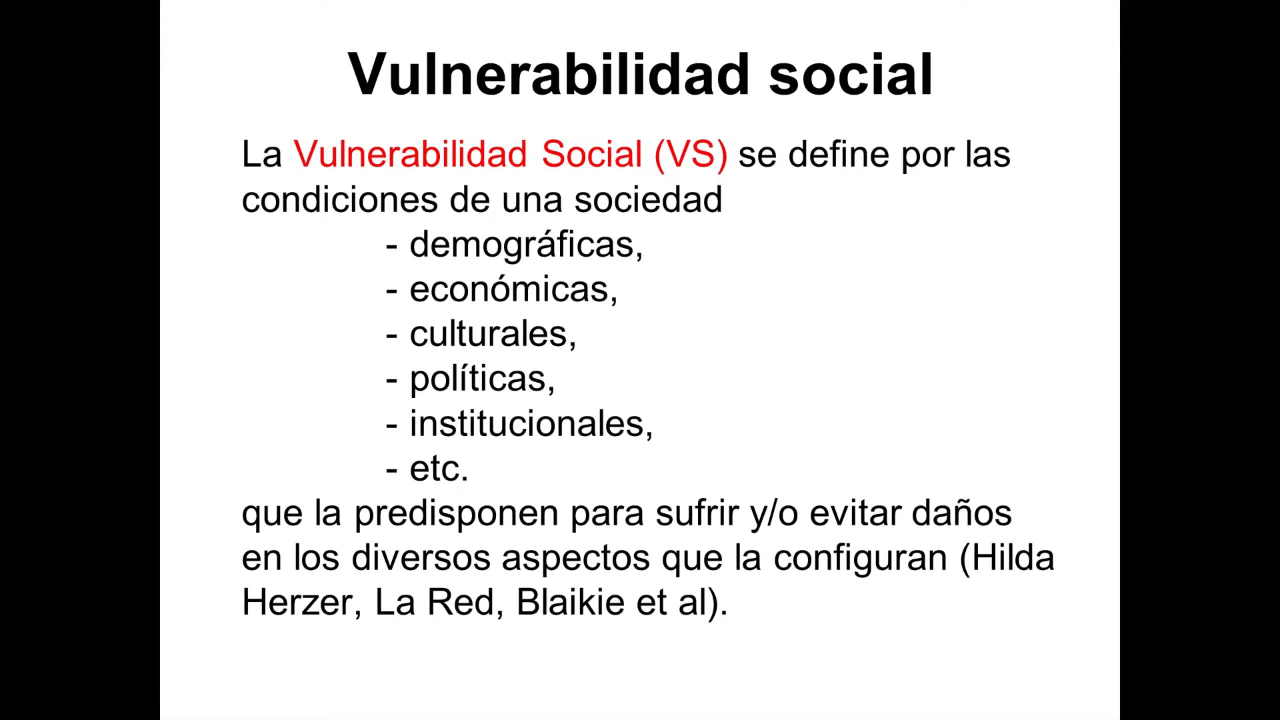 Vulnerabilidad social
La Vulnerabilidad Social (VS) se define por las
condiciones de una sociedad
- demográficas,
- económicas,
- culturales,
- políticas,
- institucionales,
- etc.
que la predisponen para sufrir y/o evitar daños
en los diversos aspectos que la configuran (Hilda
Herzer, La Red, Blaikie et al).